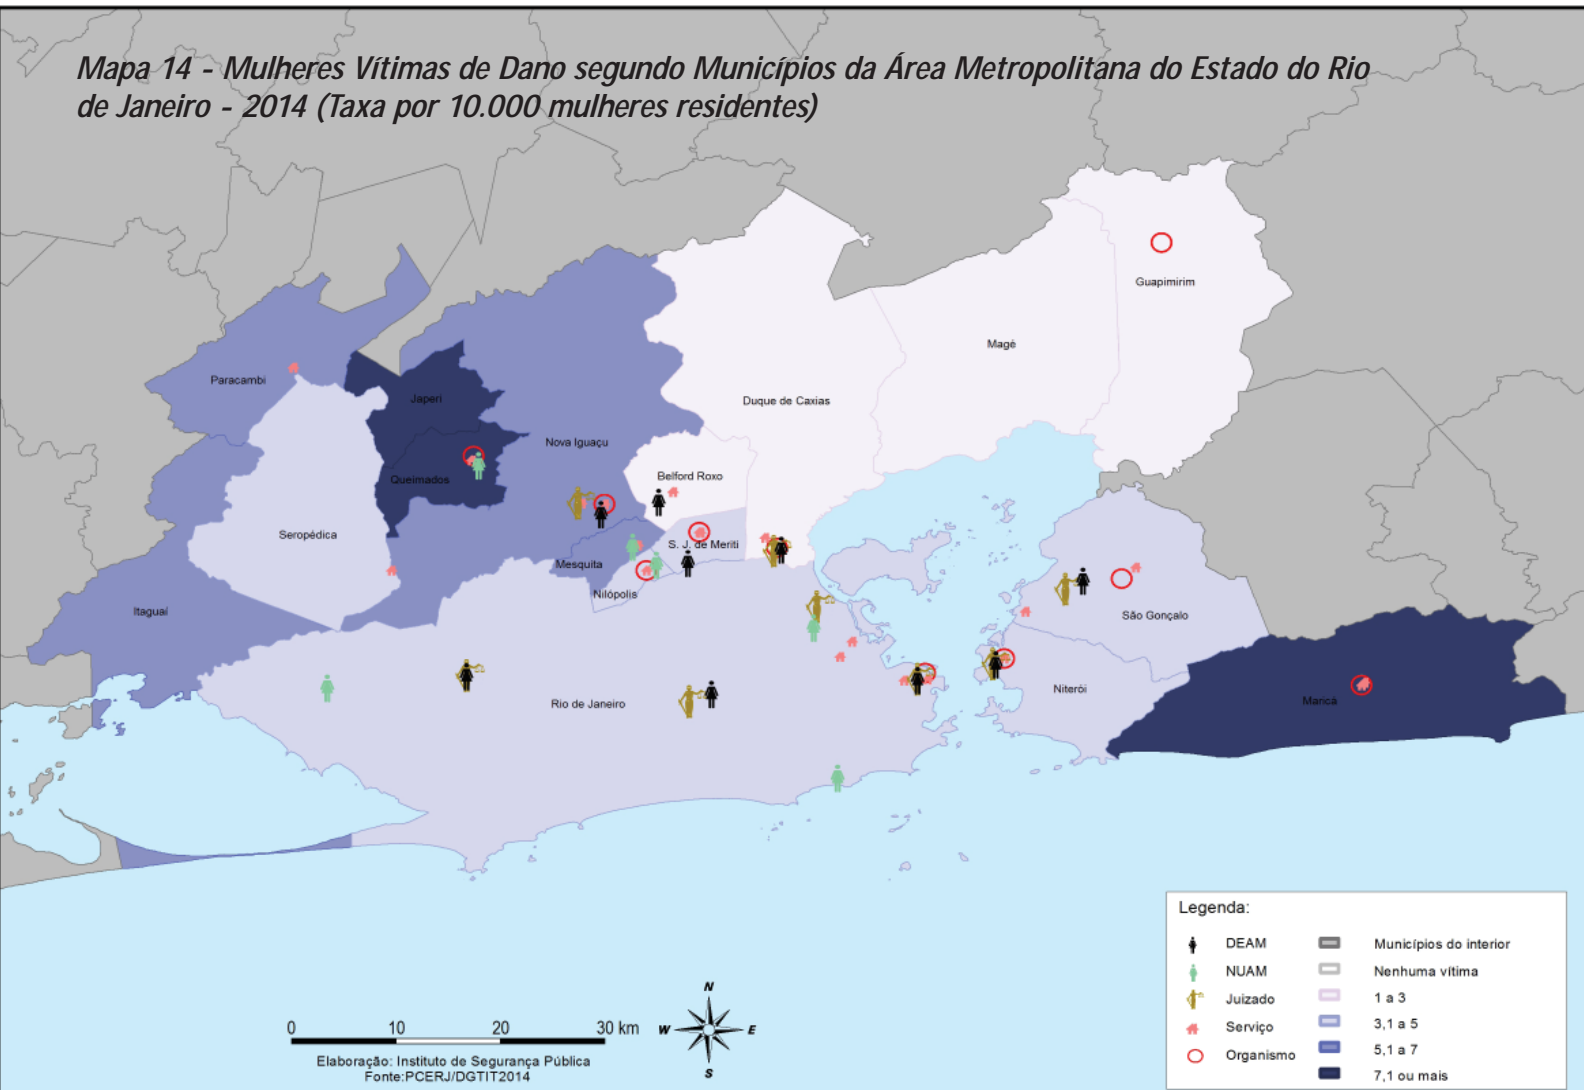 Mapa 14 - Mulheres Vítimas de Dano segundo Municípios da Área Metropolitana do Estado do Rio
de Janeiro - 2014 (Taxa por 10.000 mulheres residentes)
Guapimirim
Magé
Paracambi
Japeri
Duque de Caxias
Nova Iguaçu
Belford Roxo
Queimados
Seropédica
S. J. de Meriti
Mesquita
Nilópolis
Itaguaí
São Gonçalo
Niterói
Maricá
Rio de Janeiro
Legenda:
DEAM
NUAM
Juizado
Serviço
Organismo
Municípios do interior
Nenhuma vítima
1 a 3
3,1 a 5
5,1 a 7
7,1 ou mais
0 10 20 30 km
Elaboração: Instituto de Segurança Pública
Fonte:PCERJ/DGTIT2014
N
W E
S